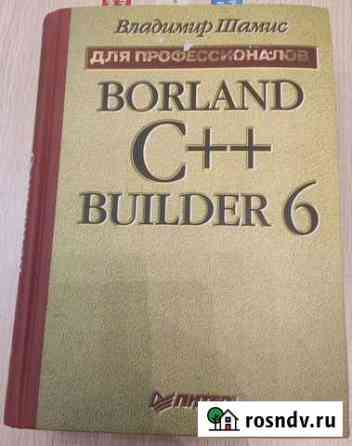 Владимир Шамис
ДЛЯ ПРОФЕССИОНАЛОВ
BORLAND
C++
BUILDER 6
ПИТЕР
rosndv.ru